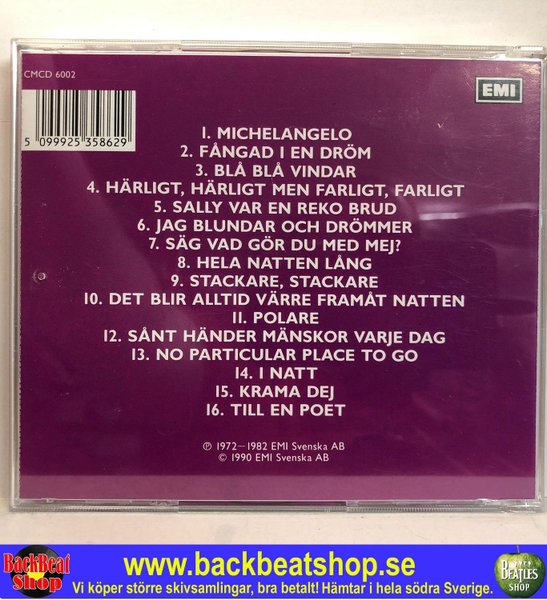 CMCD 6002
EMI
5 099925 358629
1. MICHELANGELO
2. FÅNGAD I EN DRÖM
3. BLÅ BLÅ VINDAR
4. HÄRLIGT, HÄRLIGT MEN FARLIGT, FARLIGT
5. SALLY VAR EN REKO BRUD
6. JAG BLUNDAR OCH DRÖMMER
7. SÄG VAD GÖR DU MED MEJ?
8. HELA NATTEN LÅNG
9. STACKARE, STACKARE
10. DET BLIR ALLTID VÄRRE FRAMÅT NATTEN
11. POLARE
12. SÅNT HÄNDER MÄNSKOR VARJE DAG
13. NO PARTICULAR PLACE TO GO
14. I NATT
15. KRAMA DEJ
16. TILL EN POET
℗ 1972–1982 EMI Svenska AB
© 1990 EMI Svenska AB
BackBeat
Shop
www.backbeatshop.se
Vi köper större skivsamlingar, bra betalt! Hämtar i hela södra Sverige.
BEATLES
SHOP